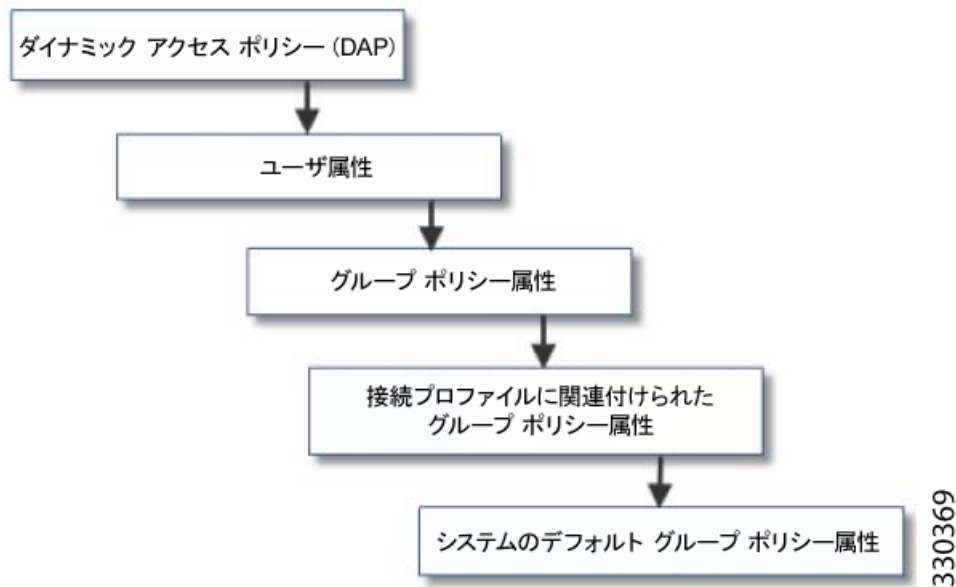 ダイナミック アクセス ポリシー (DAP)
ユーザ属性
グループ ポリシー属性
接続プロファイルに関連付けられた
グループ ポリシー属性
システムのデフォルト グループ ポリシー属性
330369